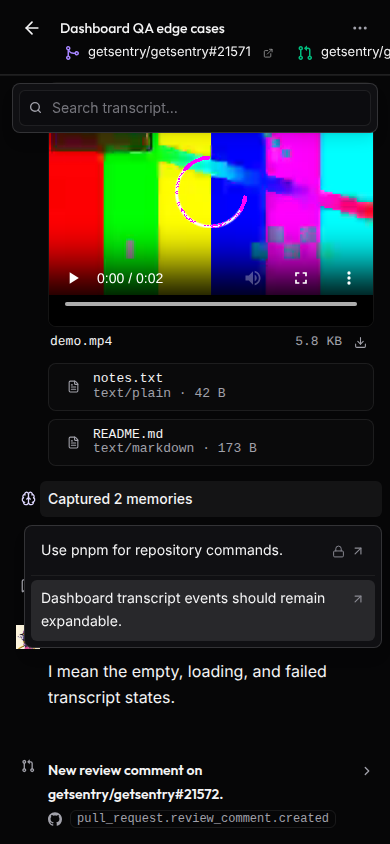 Dashboard QA edge cases
getsentry/getsentry#21571
getsentry/g
Search transcript...
0:00 / 0:02
demo.mp4
5.8 KB
notes.txt
text/plain · 42 B
README.md
text/markdown · 173 B
Captured 2 memories
Use pnpm for repository commands.
Dashboard transcript events should remain
expandable.
I mean the empty, loading, and failed
transcript states.
New review comment on
getsentry/getsentry#21572.
pull_request.review_comment.created